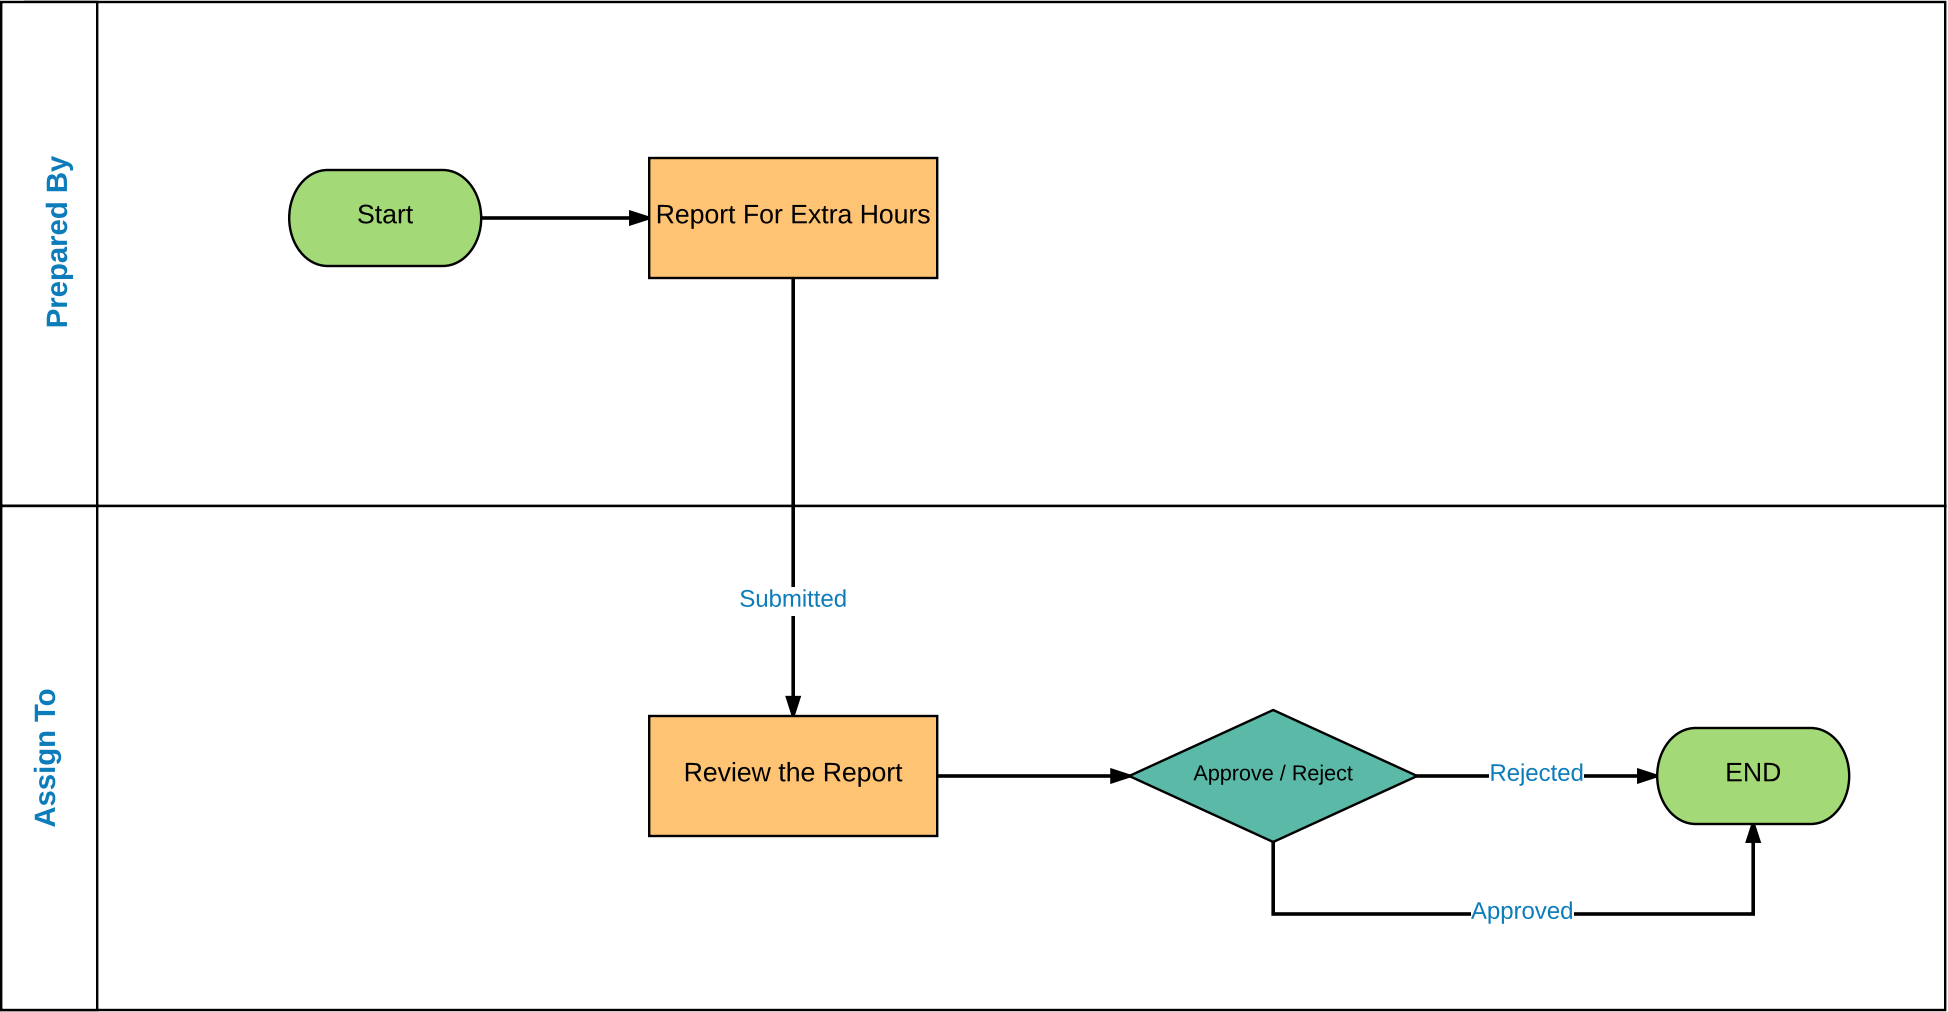 Prepared By
Start
Report For Extra Hours
Submitted
Assign To
Review the Report
Approve / Reject
Rejected
END
Approved